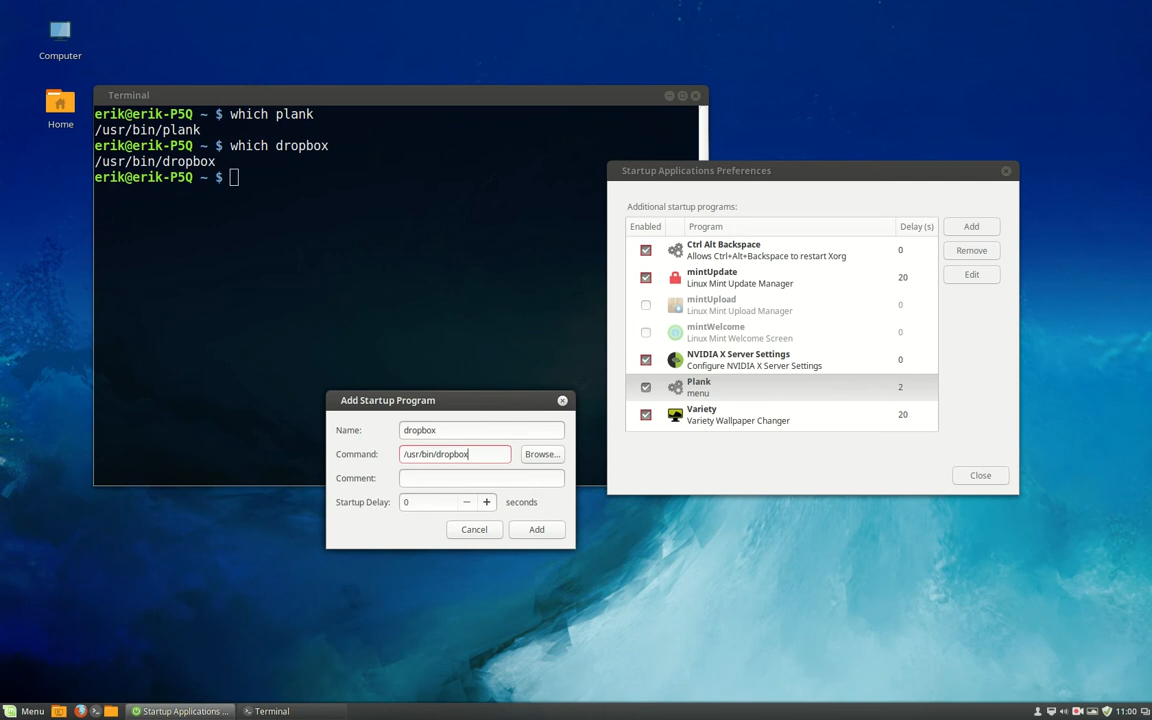 Computer
Home
Terminal
erik@erik-P5Q ~ $ which plank
/usr/bin/plank
erik@erik-P5Q ~ $ which dropbox
/usr/bin/dropbox
erik@erik-P5Q ~ $
Startup Applications Preferences
Additional startup programs:
Enabled Program Delay (s)
Ctrl Alt Backspace
Allows Ctrl+Alt+Backspace to restart Xorg
0
mintUpdate
Linux Mint Update Manager
20
mintUpload
Linux Mint Upload Manager
0
mintWelcome
Linux Mint Welcome Screen
0
NVIDIA X Server Settings
Configure NVIDIA X Server Settings
0
Plank
menu
2
Variety
Variety Wallpaper Changer
20
Add
Remove
Edit
Close
Add Startup Program
Name: dropbox
Command: /usr/bin/dropbox Browse...
Comment:
Startup Delay: 0 seconds
Cancel Add
Menu Startup Applications ... Terminal 11:00